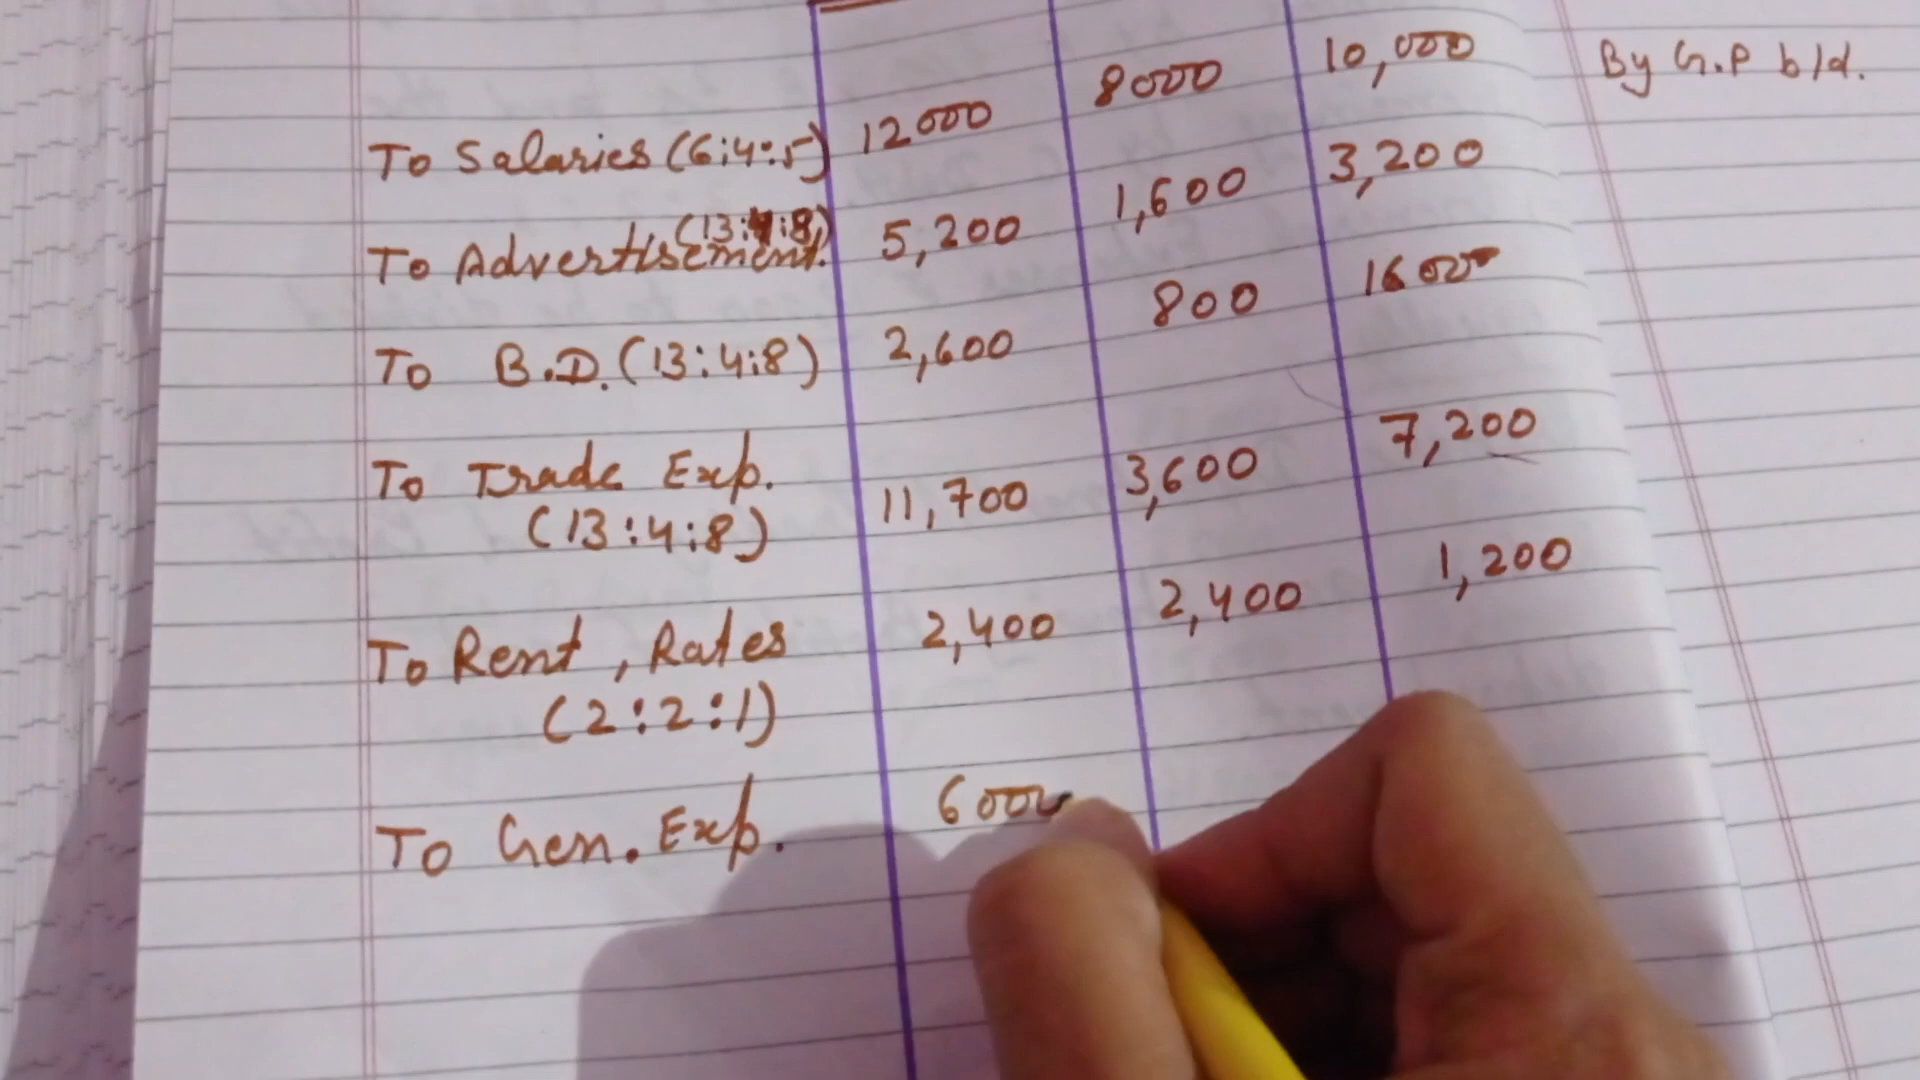 To Salaries (6:4:5) 12000 8000 10,000 By G.P b/d.
To Advertisement. (13:4:8) 5,200 1,600 3,200
To B.D. (13:4:8) 2,600 800 1600
To Trade Exp. 11,700 3,600 7,200
(13:4:8)
To Rent, Rates 2,400 2,400 1,200
(2:2:1)
To Gen. Exp. 6000